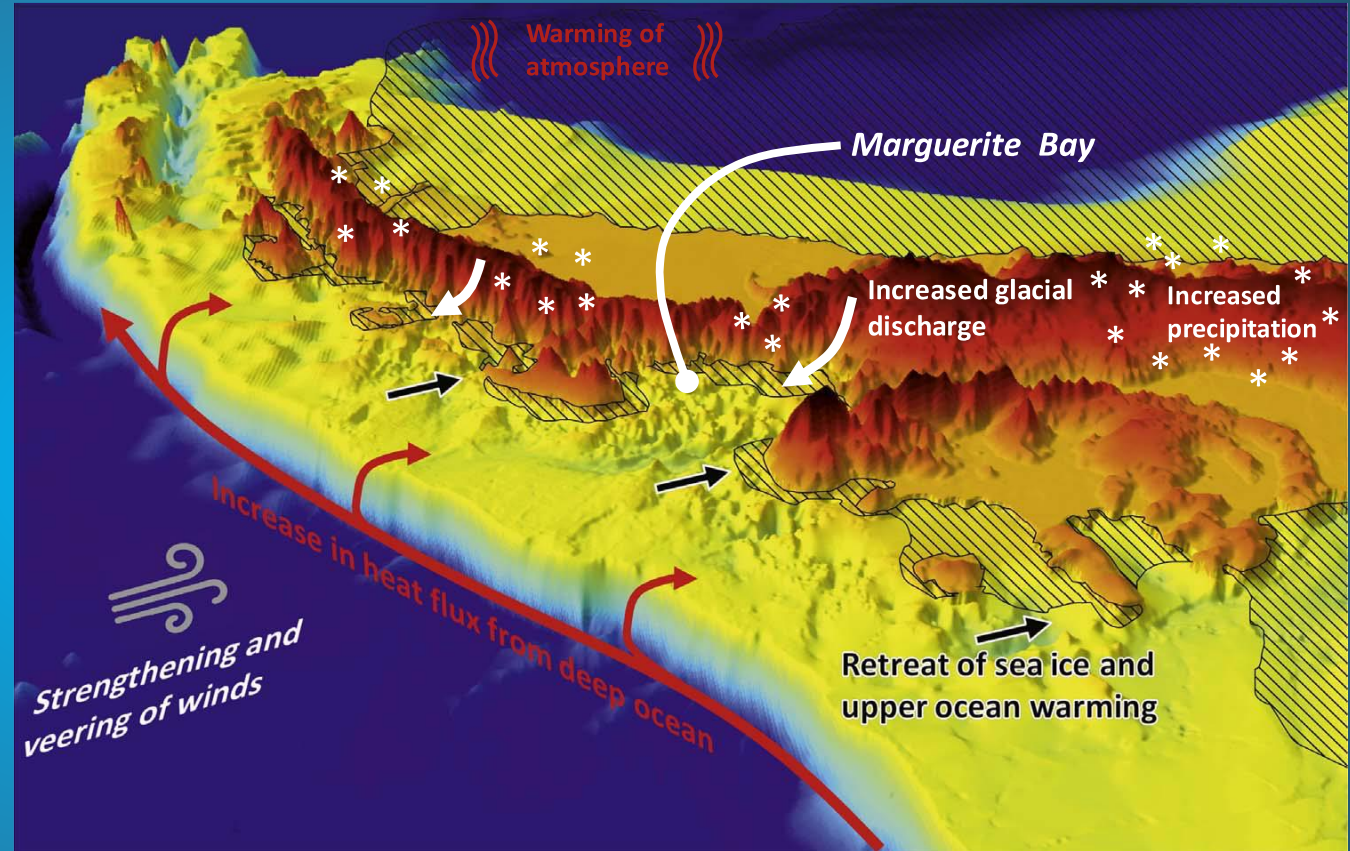 Warming of
atmosphere
Marguerite Bay
Increased glacial
discharge
Increased
precipitation
Increase in heat flux from deep ocean
Strengthening and
veering of winds
Retreat of sea ice and
upper ocean warming